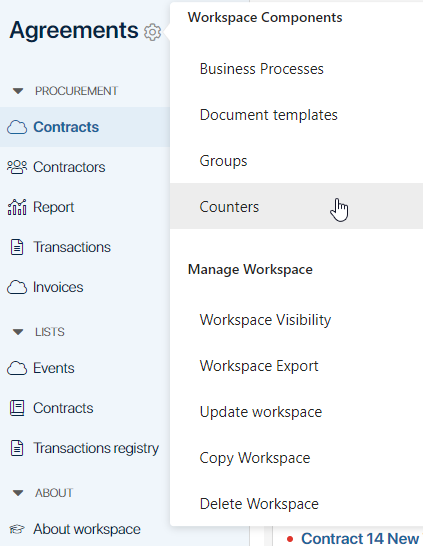 Agreements
PROCUREMENT
Contracts
Contractors
Report
Transactions
Invoices
LISTS
Events
Contracts
Transactions registry
ABOUT
About workspace
Workspace Components
Business Processes
Document templates
Groups
Counters
Manage Workspace
Workspace Visibility
Workspace Export
Update workspace
Copy Workspace
Delete Workspace
Contract 14 New